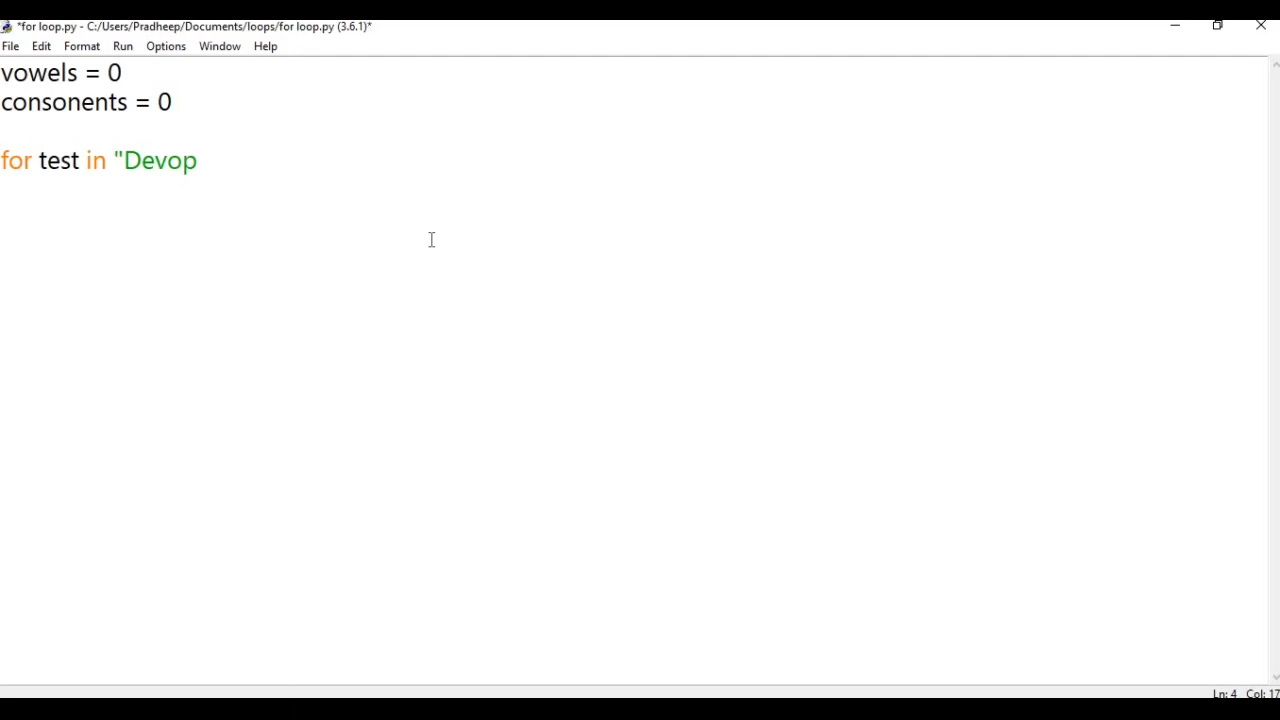 *for loop.py - C:/Users/Pradheep/Documents/loops/for loop.py (3.6.1)*
File Edit Format Run Options Window Help
vowels = 0
consonents = 0
for test in "Devop
Ln: 4 Col: 17